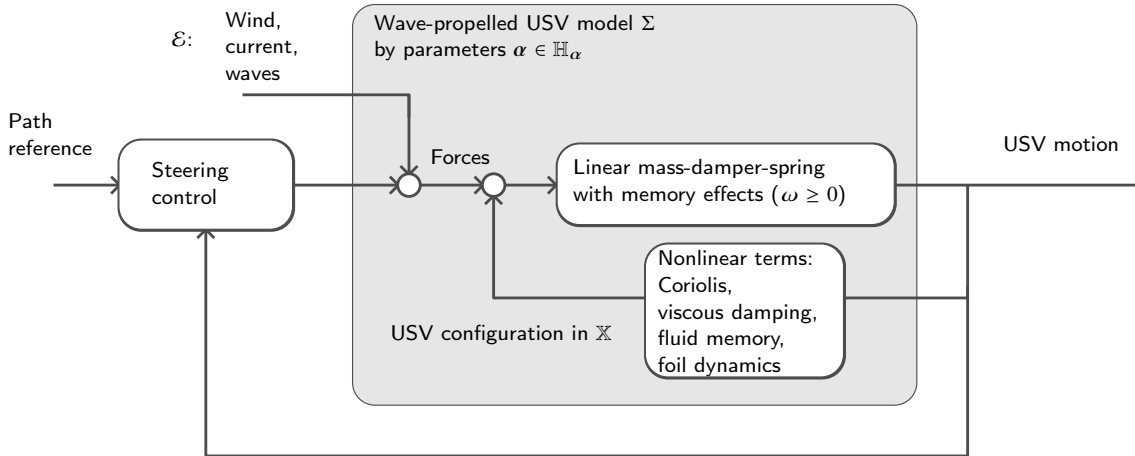 ℰ:
Wind,
current,
waves
Wave-propelled USV model Σ
by parameters 𝜶 ∈ ℍ𝜶
Path
reference
Steering
control
Forces
Linear mass-damper-spring
with memory effects (𝝎 ≥ 0)
USV motion
Nonlinear terms:
Coriolis,
viscous damping,
fluid memory,
foil dynamics
USV configuration in 𝕏